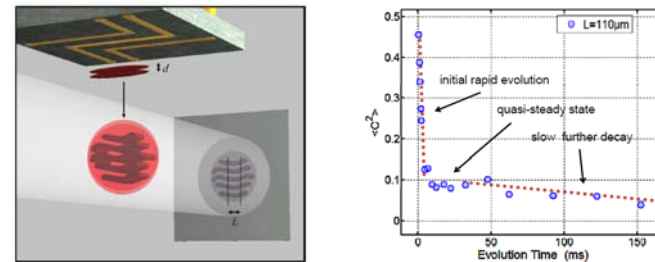 d
L
0.5
0.4
0.3
0.2
0.1
0
<C²>
L=110μm
initial rapid evolution
quasi-steady state
slow further decay
0 50 100 150
Evolution Time (ms)